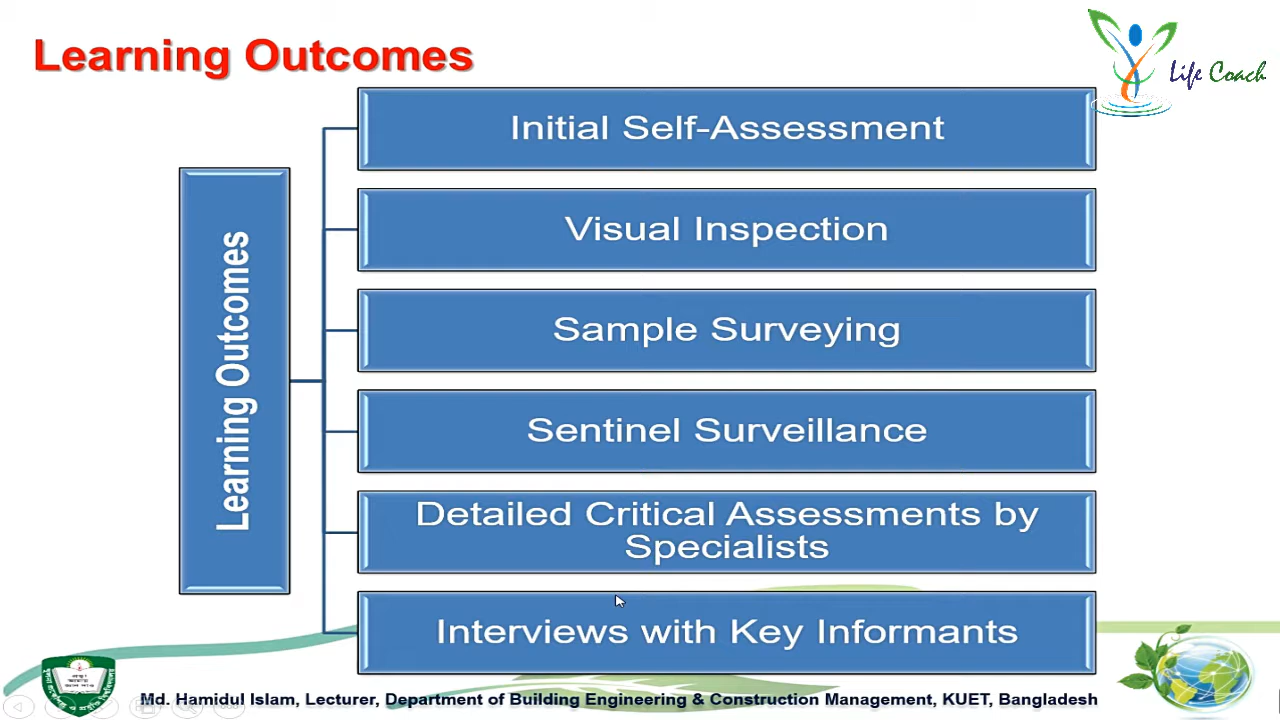 Learning Outcomes
Life Coach
Initial Self-Assessment
Visual Inspection
Sample Surveying
Learning Outcomes
Sentinel Surveillance
Detailed Critical Assessments by
Specialists
Interviews with Key Informants
Md. Hamidul Islam, Lecturer, Department of Building Engineering & Construction Management, KUET, Bangladesh